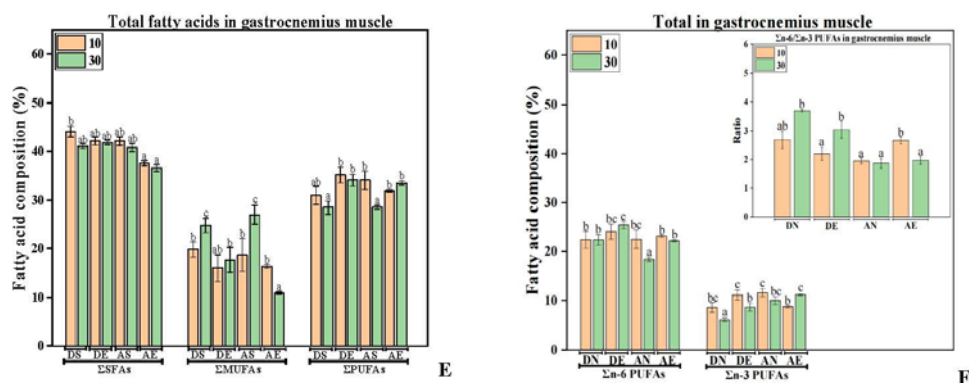 Total fatty acids in gastrocnemius muscle
10
30
Fatty acid composition (%)
60
50
40
30
20
10
0
b ab ab ab ab ab a a
b c ab b b c b a
ab a b b b a b b
DS DE AS AE DS DE AS AE DS DE AS AE
ΣSFAs ΣMUFAs ΣPUFAs
E
Total in gastrocnemius muscle
10
30
Fatty acid composition (%)
60
50
40
30
20
10
0
Σn-6/Σn-3 PUFAs in gastrocnemius muscle
10
30
Ratio
6
5
4
3
2
1
0
ab b a b a a b a
DN DE AN AE
b b bc c bc a b b
bc a c b c bc b c
DN DE AN AE DN DE AN AE
Σn-6 PUFAs Σn-3 PUFAs